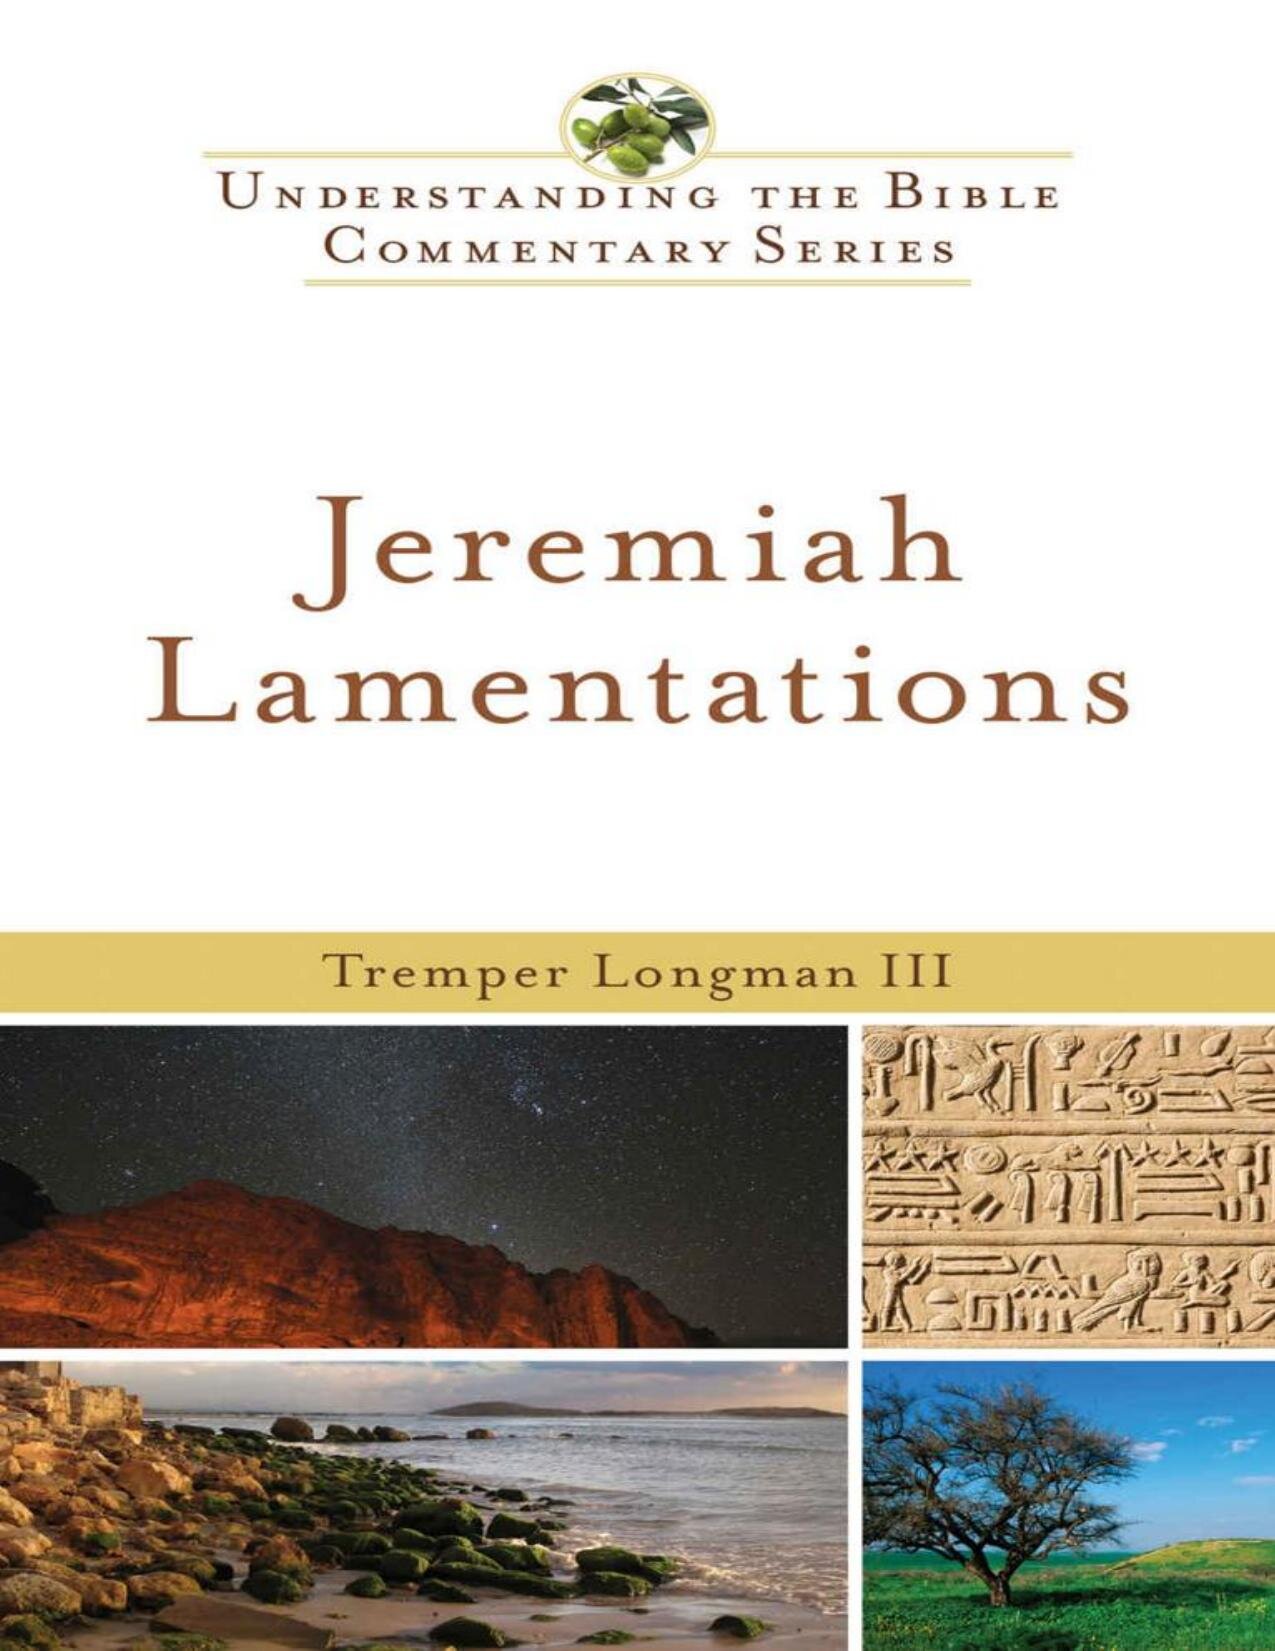 Understanding the Bible
Commentary Series
Jeremiah
Lamentations
Tremper Longman III